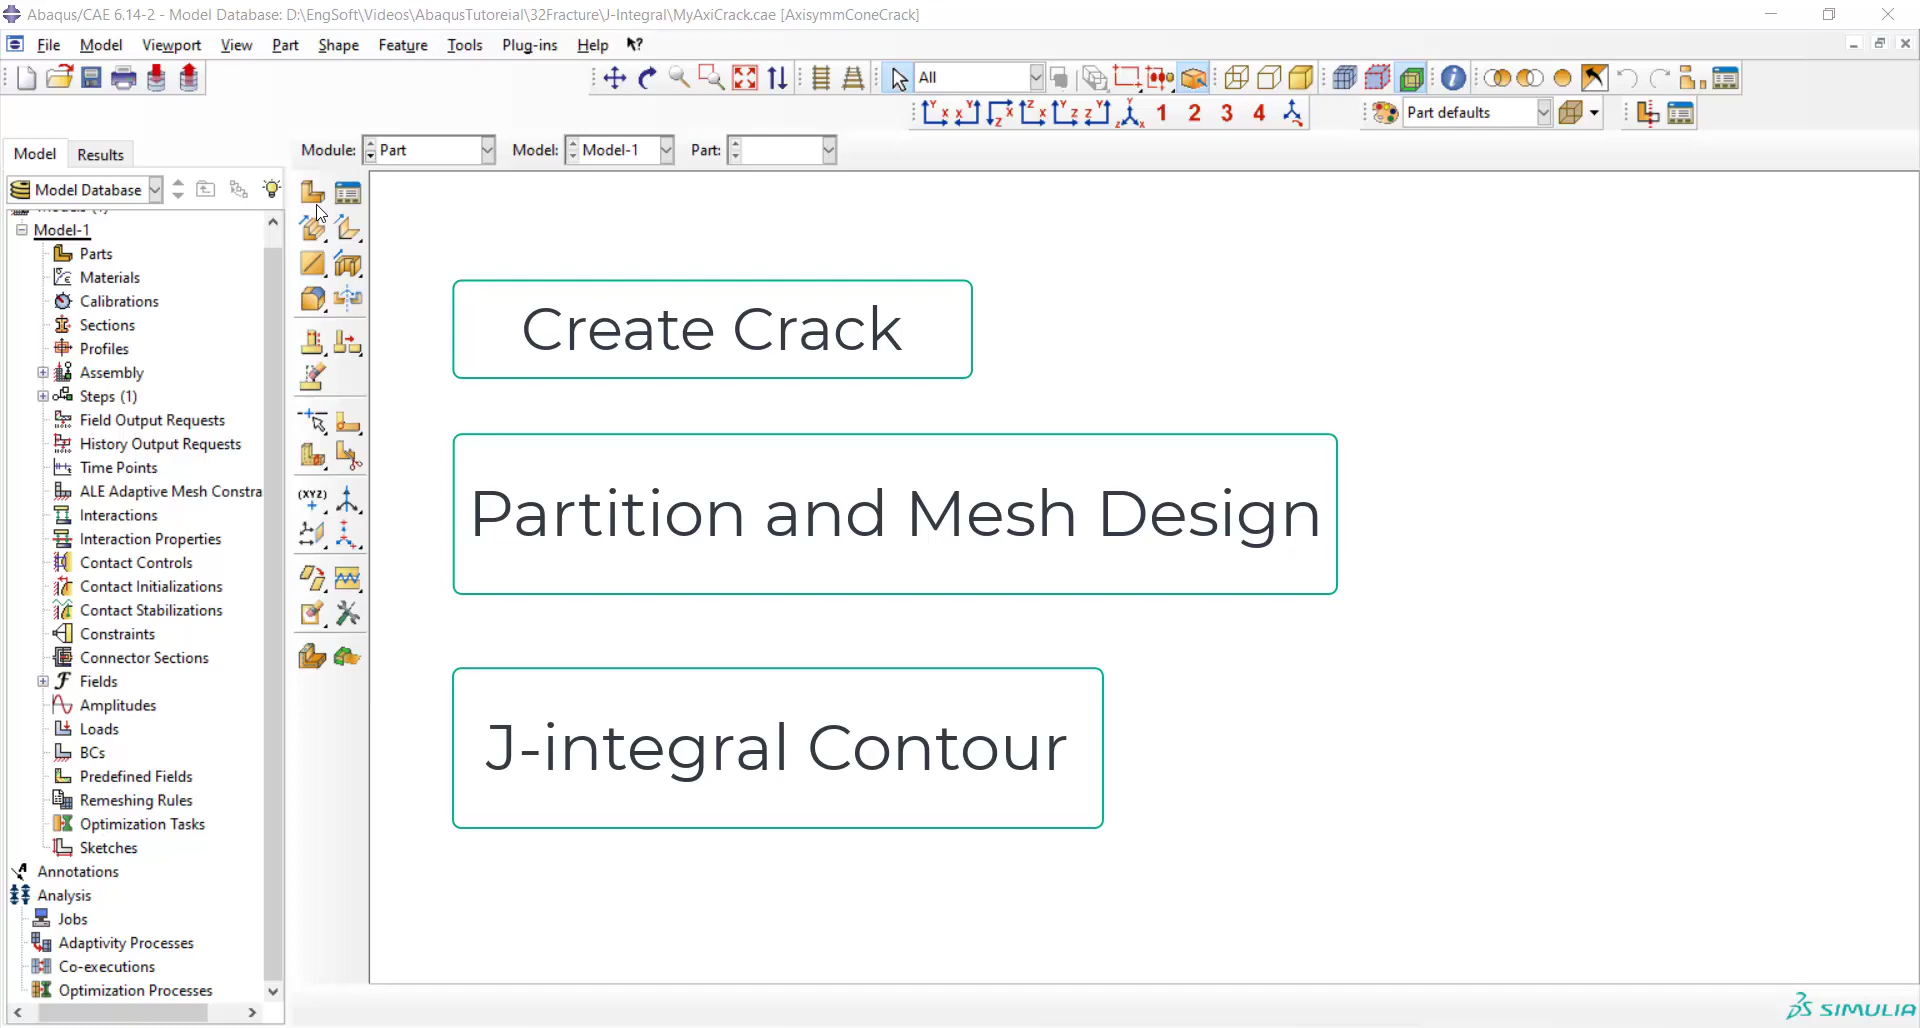 Abaqus/CAE 6.14-2 - Model Database: D:\EngSoft\Videos\AbaqusTutoreial\32Fracture\J-Integral\MyAxiCrack.cae [AxisymmConeCrack]
File Model Viewport View Part Shape Feature Tools Plug-ins Help
All
1 2 3 4
Part defaults
Model Results
Module: Part Model: Model-1 Part:
Model Database
Model-1
Parts
Materials
Calibrations
Sections
Profiles
Assembly
Steps (1)
Field Output Requests
History Output Requests
Time Points
ALE Adaptive Mesh Constra
Interactions
Interaction Properties
Contact Controls
Contact Initializations
Contact Stabilizations
Constraints
Connector Sections
Fields
Amplitudes
Loads
BCs
Predefined Fields
Remeshing Rules
Optimization Tasks
Sketches
Annotations
Analysis
Jobs
Adaptivity Processes
Co-executions
Optimization Processes
(XYZ)
Create Crack
Partition and Mesh Design
J-integral Contour
SIMULIA